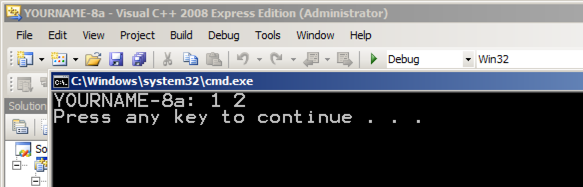 YOURNAME-8a - Visual C++ 2008 Express Edition (Administrator)
File Edit View Project Build Debug Tools Window Help
Debug Win32
C:\Windows\system32\cmd.exe
YOURNAME-8a: 1 2
Press any key to continue . . .
Solution
So